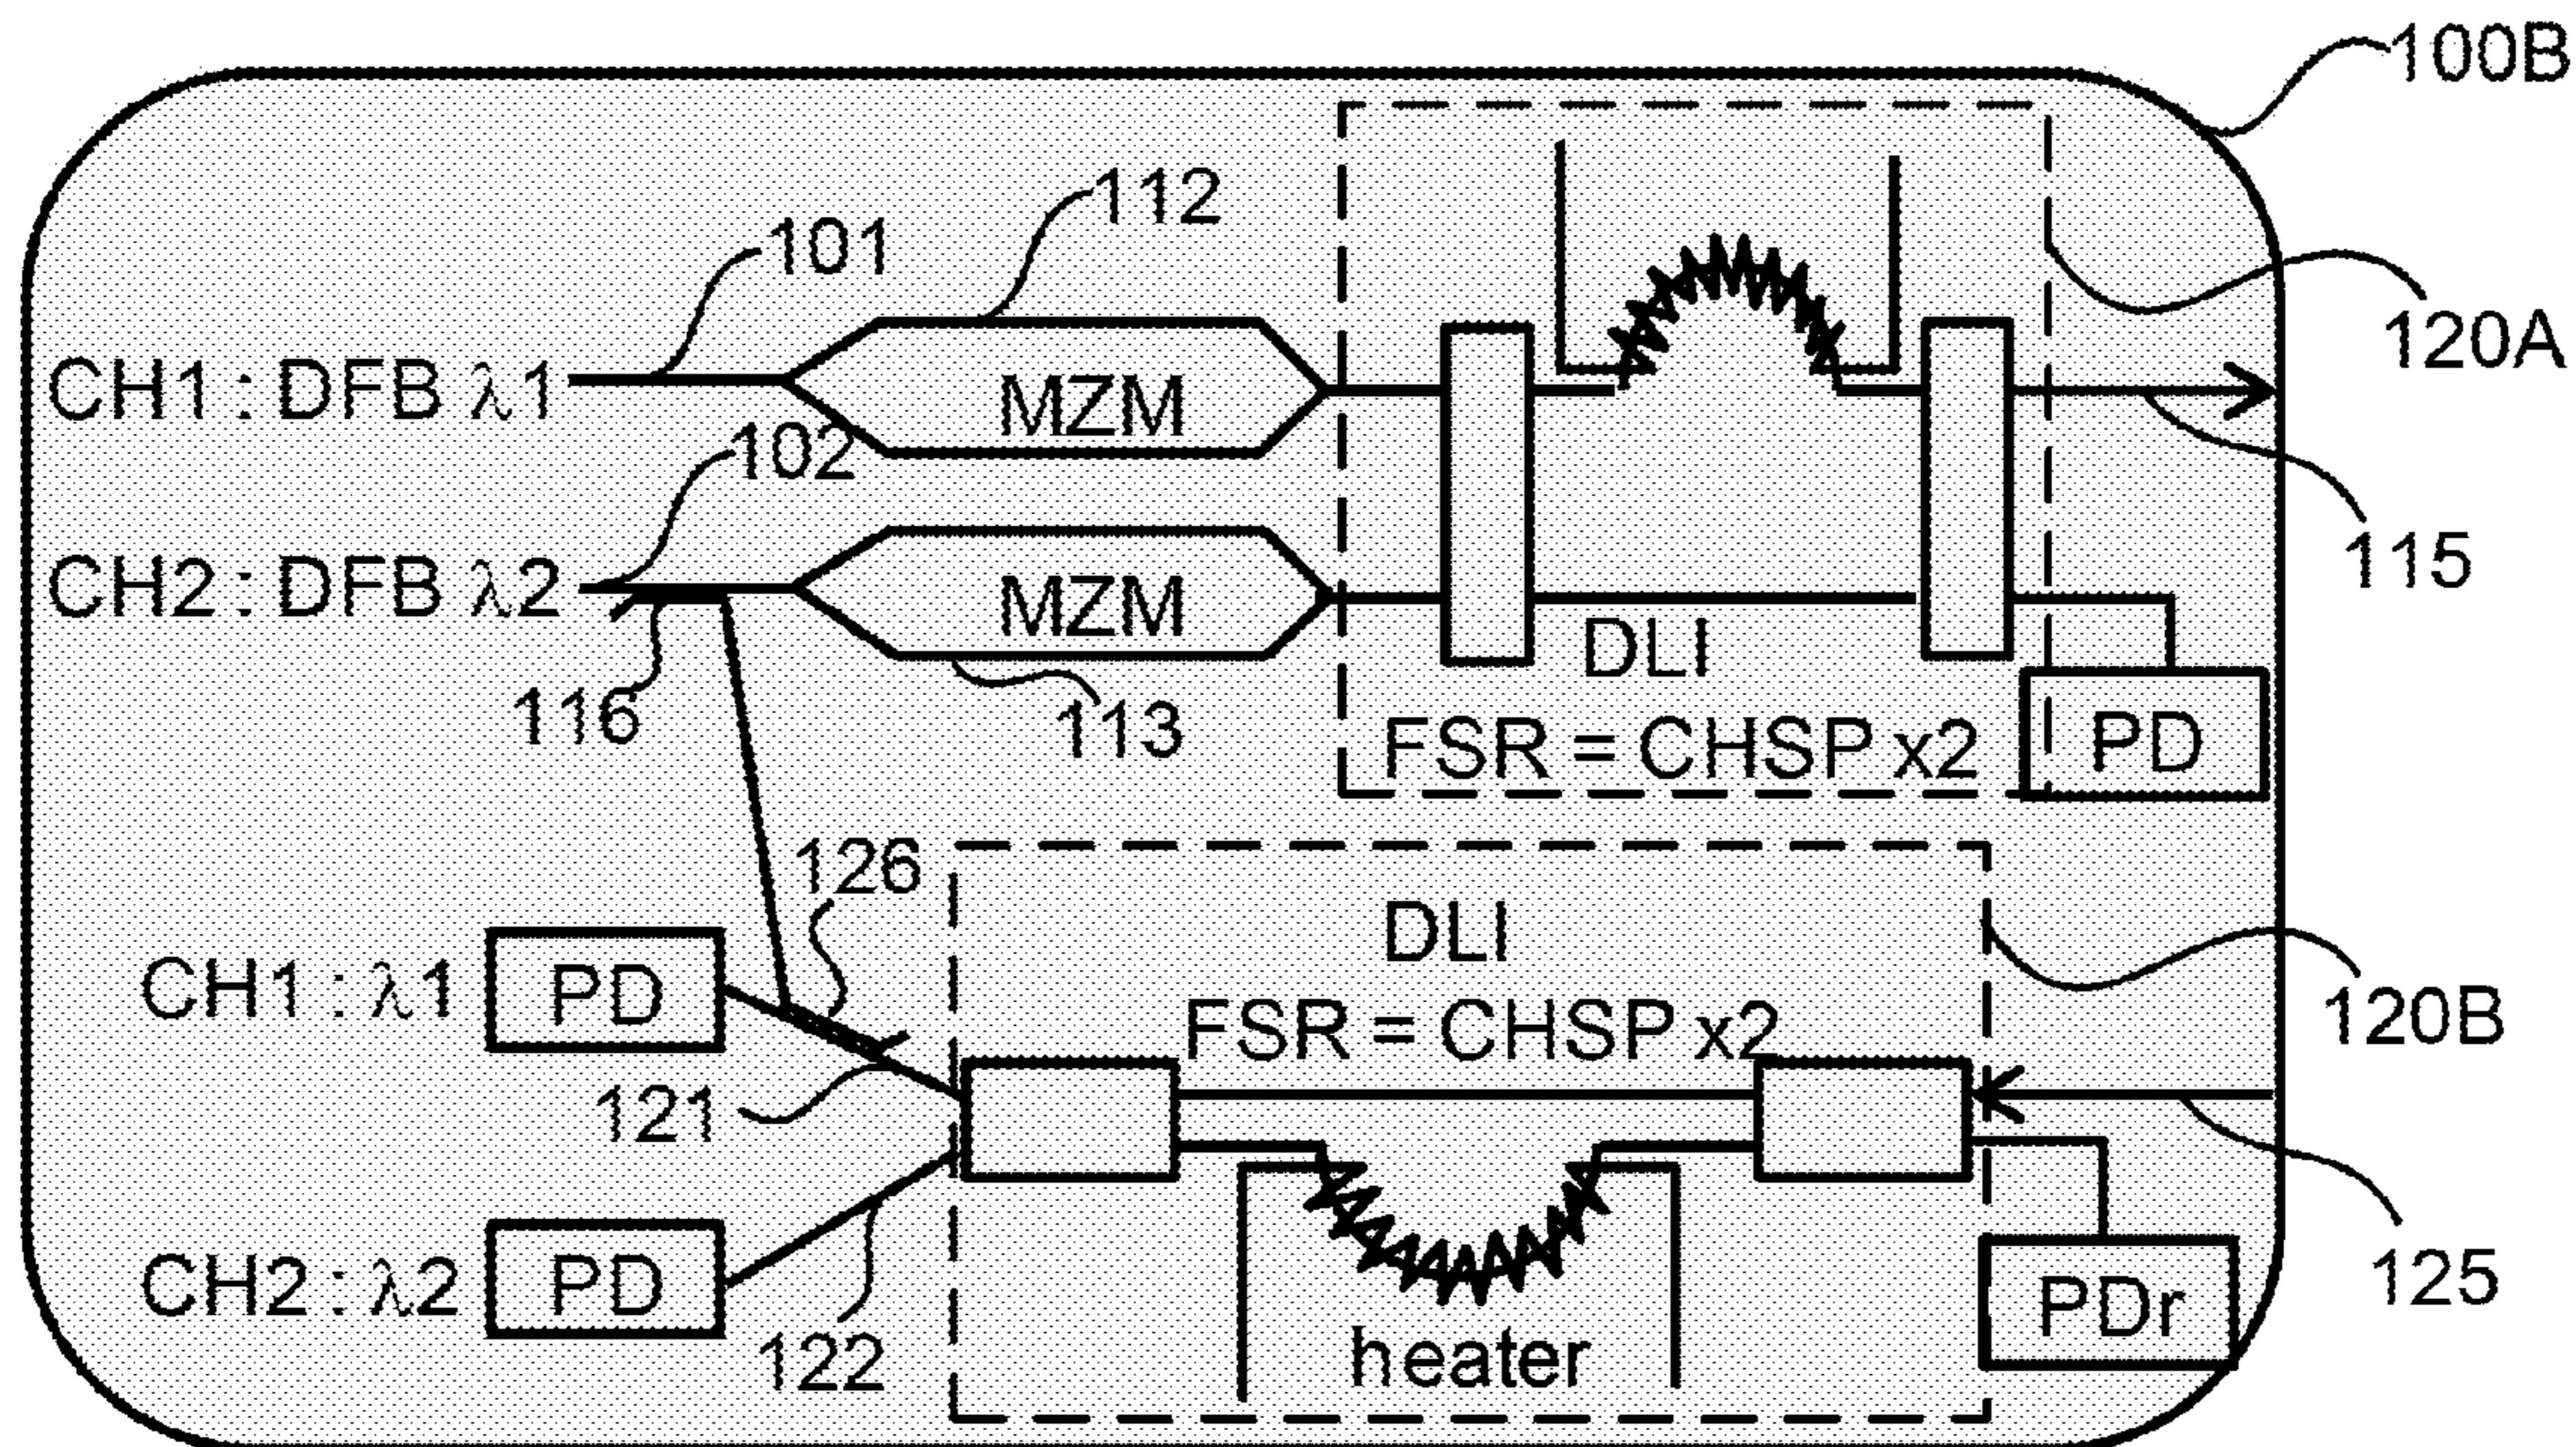 100B
112
101
120A
CH1 : DFB λ1
MZM
102
115
CH2 : DFB λ2
MZM
DLI
116
113
FSR = CHSP x2
PD
126
DLI
CH1 : λ1
PD
FSR = CHSP x2
120B
121
CH2 : λ2
PD
125
PDr
122
heater